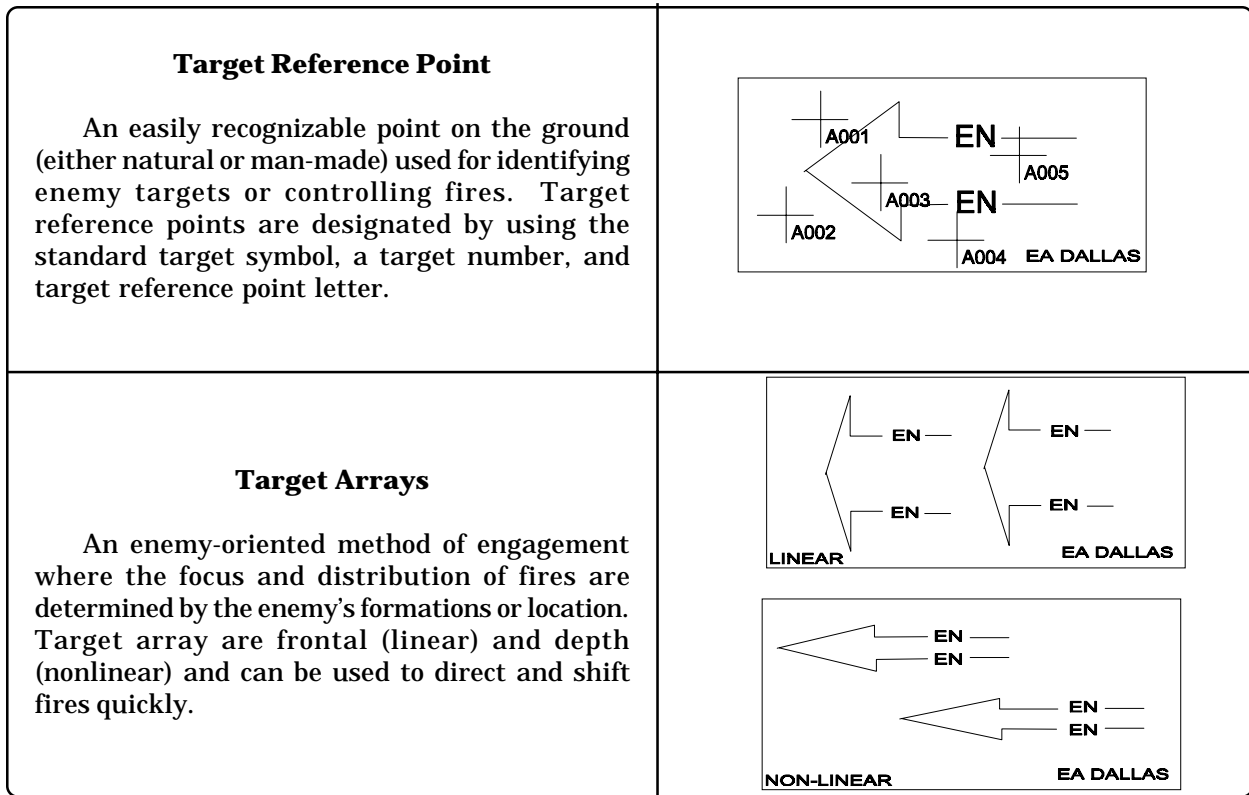 Target Reference Point
An easily recognizable point on the ground
(either natural or man-made) used for identifying
enemy targets or controlling fires. Target
reference points are designated by using the
standard target symbol, a target number, and
target reference point letter.
A001
EN
A005
A003
EN
A002
A004
EA DALLAS
Target Arrays
An enemy-oriented method of engagement
where the focus and distribution of fires are
determined by the enemy's formations or location.
Target array are frontal (linear) and depth
(nonlinear) and can be used to direct and shift
fires quickly.
EN
EN
EN
EN
LINEAR
EA DALLAS
EN
EN
EN
EN
NON-LINEAR
EA DALLAS